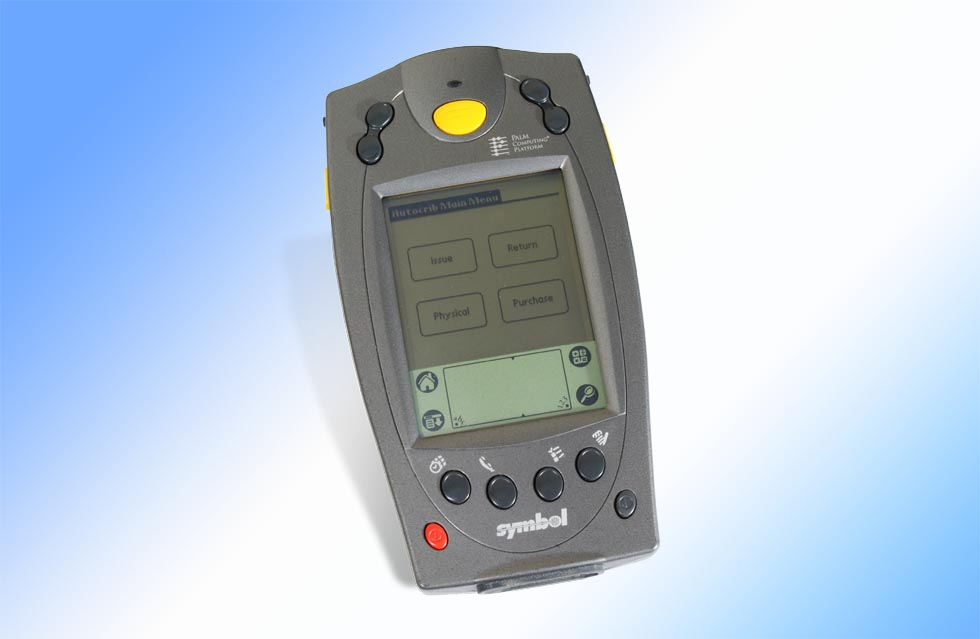 PALM
COMPUTING®
PLATFORM
Autocrib Main Menu
Issue
Return
Physical
Purchase
symbol